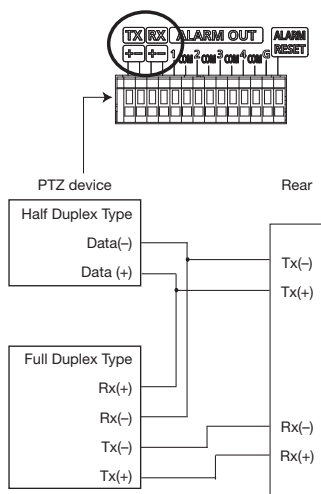 TX RX ALARM OUT ALARM RESET
+ − + − 1 COM 2 COM 3 COM 4 COM G
PTZ device
Rear
Half Duplex Type
Data(−)
Data (+)
Tx(−)
Tx(+)
Full Duplex Type
Rx(+)
Rx(−)
Tx(−)
Tx(+)
Rx(−)
Rx(+)